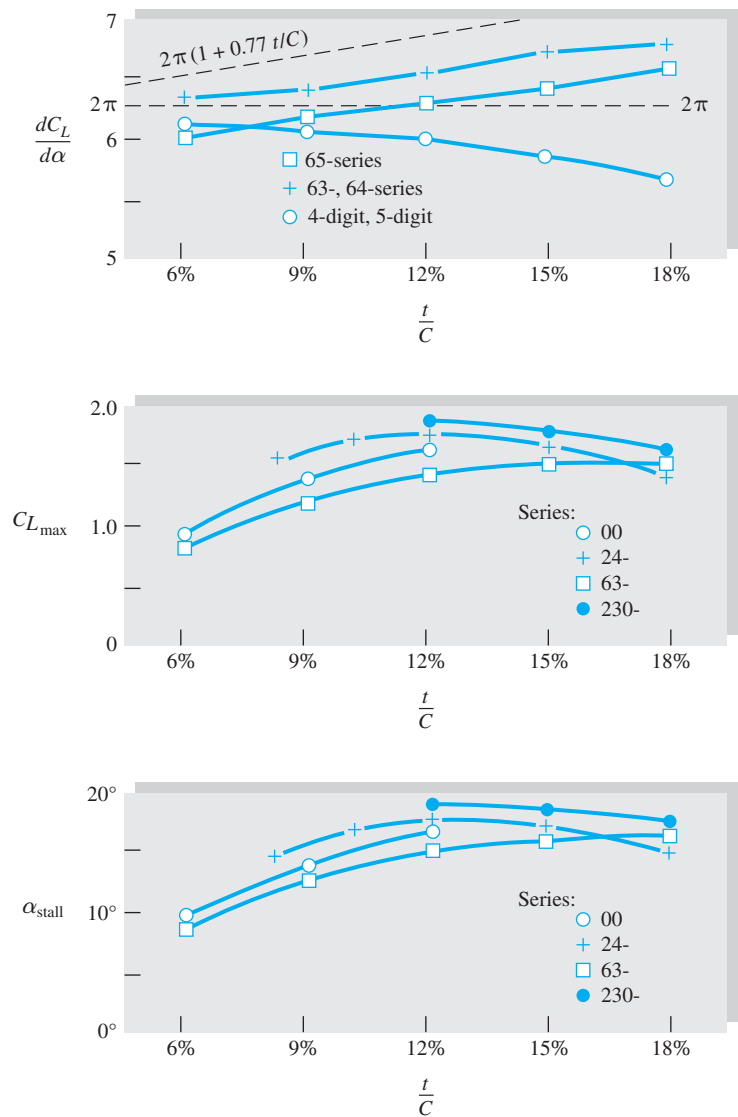 7
2π(1 + 0.77 t/C)
2π
2π
dC_L
dα
6
65-series
63-, 64-series
4-digit, 5-digit
5
6% 9% 12% 15% 18%
t
C
2.0
C_Lmax
1.0
Series:
00
24-
63-
230-
0
6% 9% 12% 15% 18%
t
C
20°
α_stall
10°
Series:
00
24-
63-
230-
0°
6% 9% 12% 15% 18%
t
C